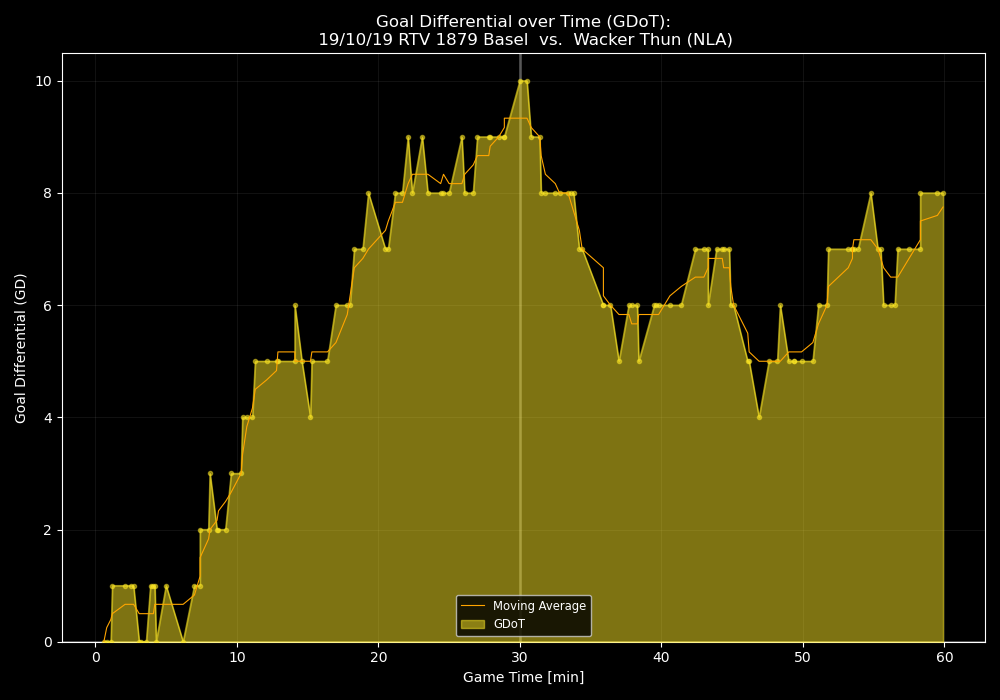 Goal Differential over Time (GDoT):
19/10/19 RTV 1879 Basel  vs.  Wacker Thun (NLA)
Goal Differential (GD)
10
8
6
4
2
0
Moving Average
GDoT
0 10 20 30 40 50 60
Game Time [min]